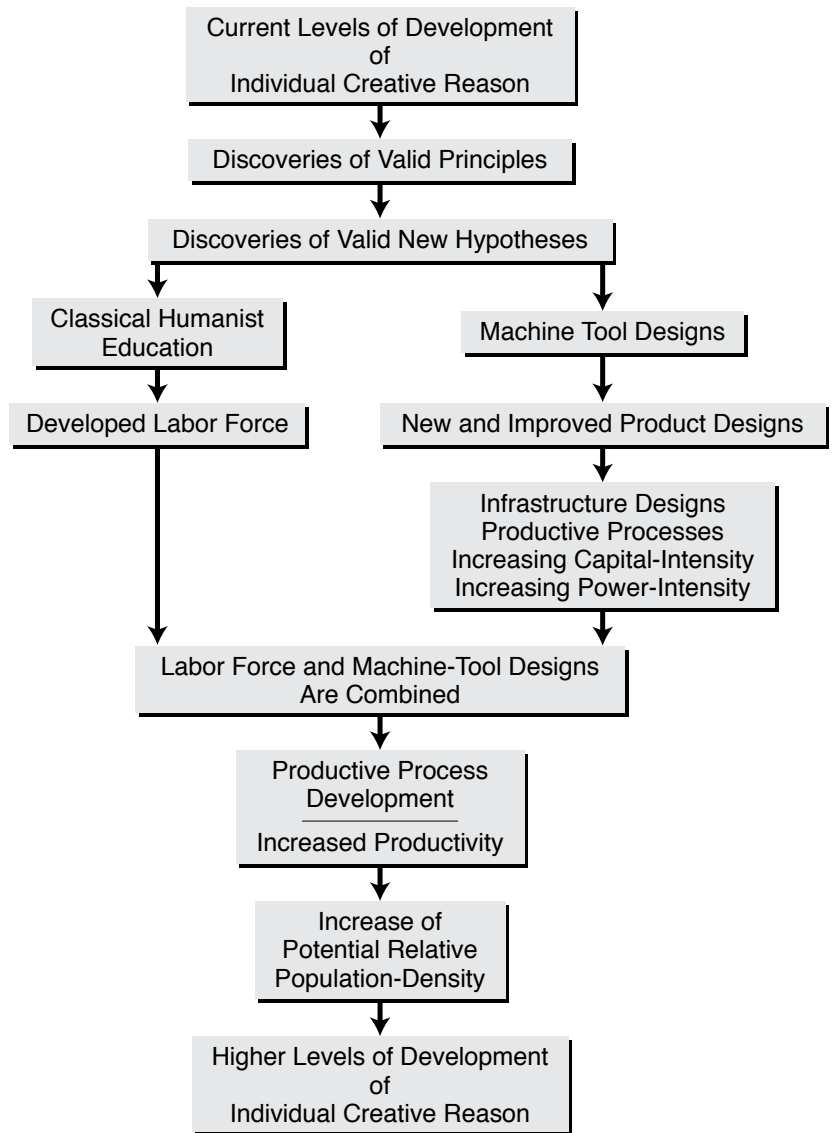 Current Levels of Development
of
Individual Creative Reason
Discoveries of Valid Principles
Discoveries of Valid New Hypotheses
Classical Humanist
Education
Machine Tool Designs
Developed Labor Force
New and Improved Product Designs
Infrastructure Designs
Productive Processes
Increasing Capital-Intensity
Increasing Power-Intensity
Labor Force and Machine-Tool Designs
Are Combined
Productive Process
Development
Increased Productivity
Increase of
Potential Relative
Population-Density
Higher Levels of Development
of
Individual Creative Reason